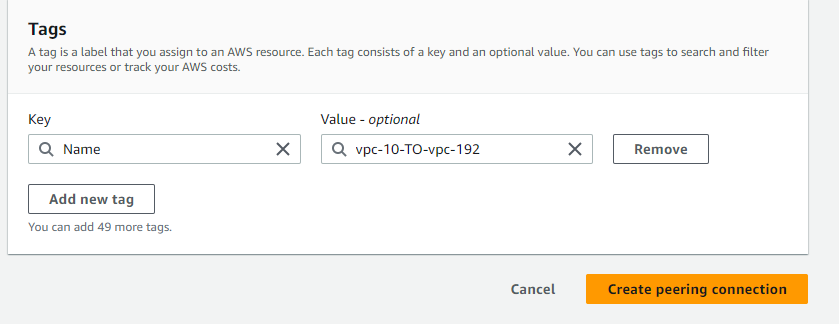 Tags
A tag is a label that you assign to an AWS resource. Each tag consists of a key and an optional value. You can use tags to search and filter
your resources or track your AWS costs.
Key
Value - optional
Name
vpc-10-TO-vpc-192
Remove
Add new tag
You can add 49 more tags.
Cancel
Create peering connection